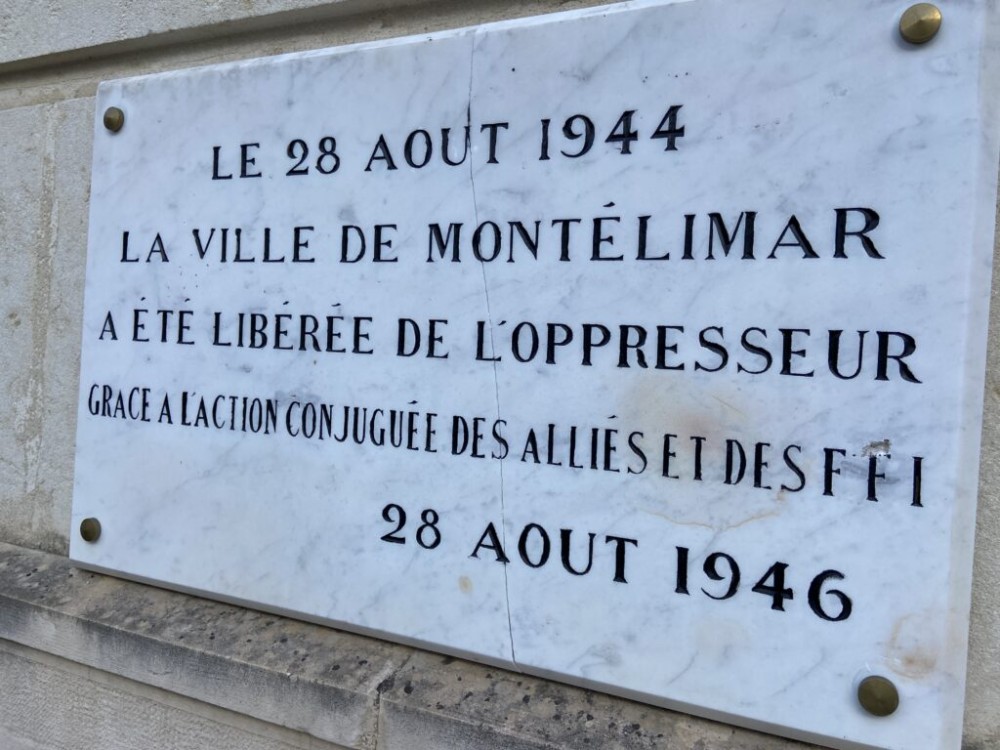 LE 28 AOUT 1944
LA VILLE DE MONTÉLIMAR
A ÉTÉ LIBÉRÉE DE L'OPPRESSEUR
GRACE A L'ACTION CONJUGUÉE DES ALLIÉS ET DES F F I
28 AOUT 1946